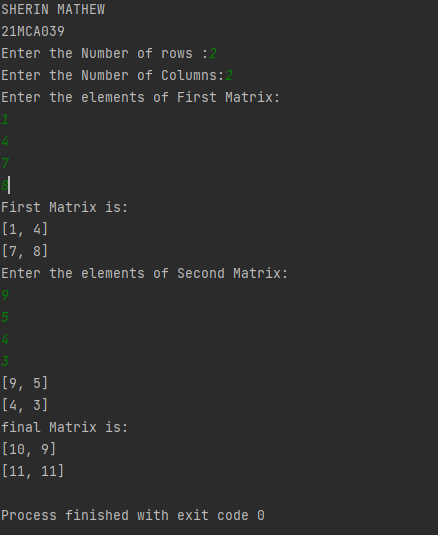 SHERIN MATHEW
21MCA039
Enter the Number of rows :2
Enter the Number of Columns:2
Enter the elements of First Matrix:
1
4
7
8
First Matrix is:
[1, 4]
[7, 8]
Enter the elements of Second Matrix:
9
5
4
3
[9, 5]
[4, 3]
final Matrix is:
[10, 9]
[11, 11]
Process finished with exit code 0